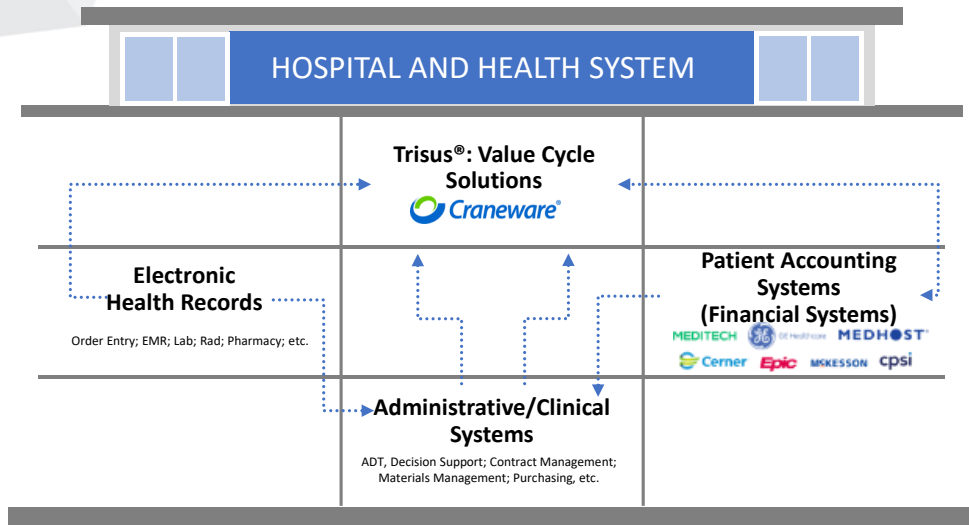 HOSPITAL AND HEALTH SYSTEM
Trisus®: Value Cycle
Solutions
Craneware®
Electronic
Health Records
Order Entry; EMR; Lab; Rad; Pharmacy; etc.
Patient Accounting
Systems
(Financial Systems)
MEDITECH GE Healthcare MEDHOST
Cerner Epic MCKESSON cpsi
Administrative/Clinical
Systems
ADT, Decision Support; Contract Management;
Materials Management; Purchasing, etc.